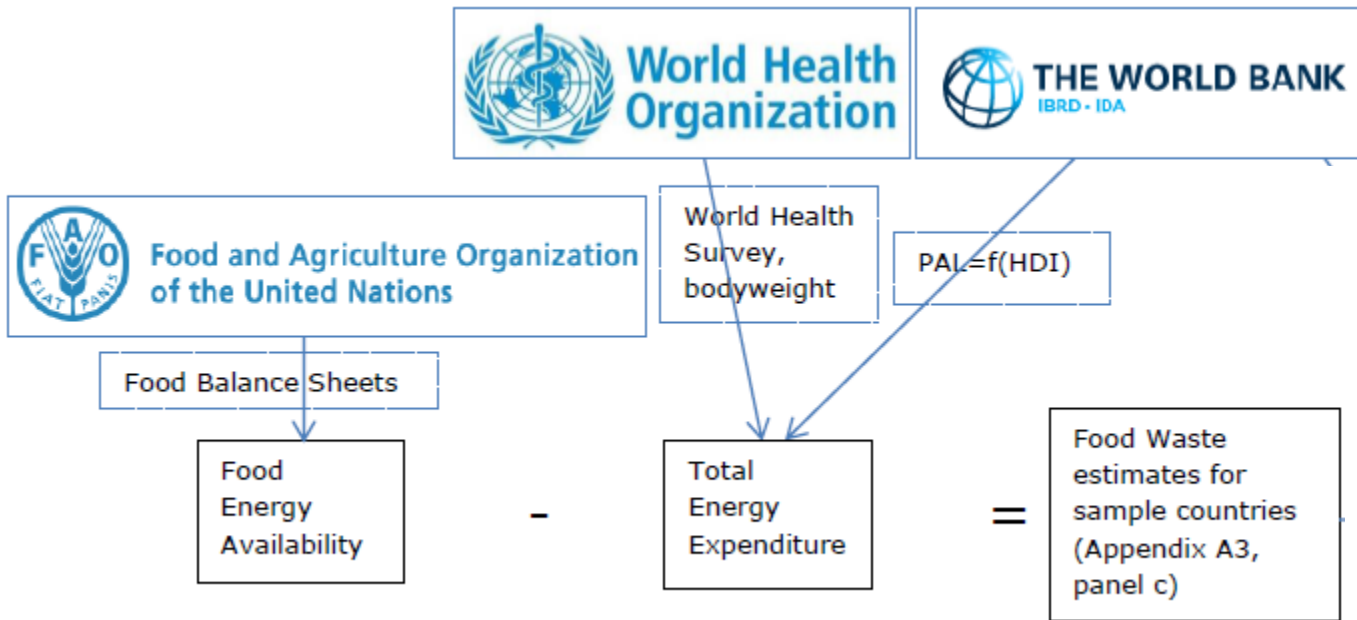 World Health
Organization
THE WORLD BANK
IBRD • IDA
FAO
FIAT PANIS
Food and Agriculture Organization
of the United Nations
World Health
Survey,
bodyweight
PAL=f(HDI)
Food Balance Sheets
Food
Energy
Availability
-
Total
Energy
Expenditure
=
Food Waste
estimates for
sample countries
(Appendix A3,
panel c)